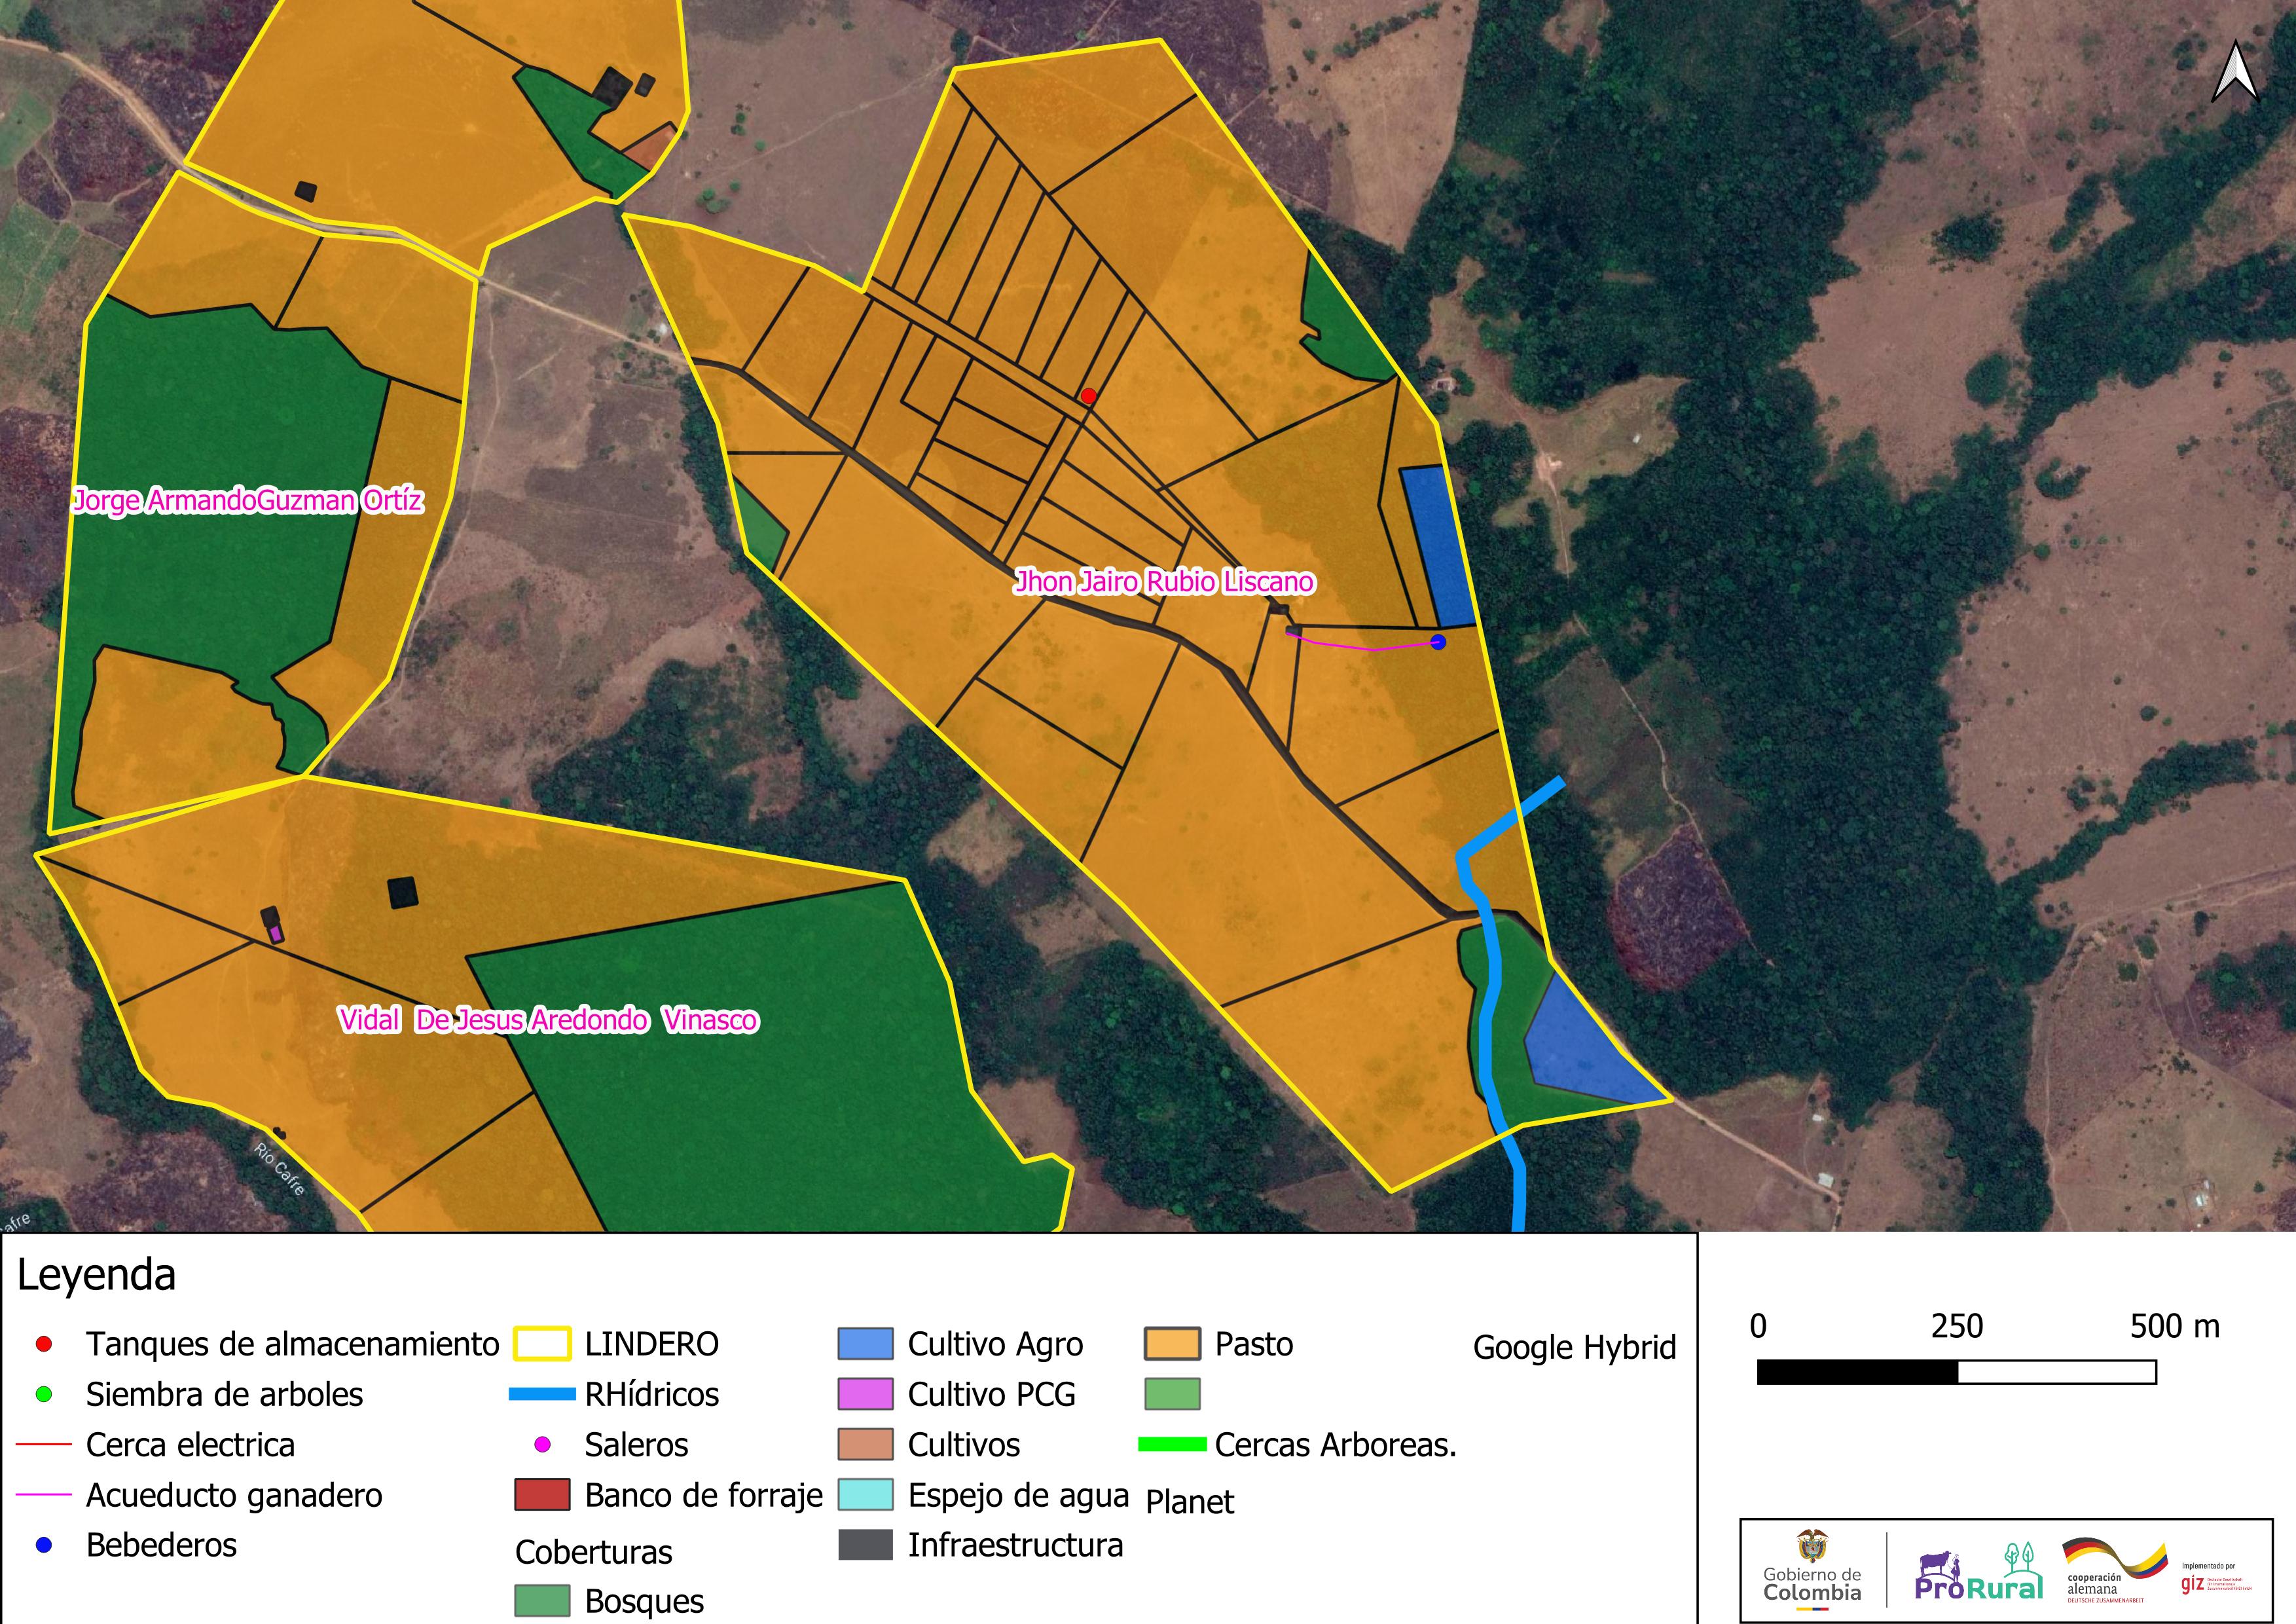 Jorge ArmandoGuzman Ortíz
Jhon Jairo Rubio Liscano
Vidal De Jesus Aredondo Vinasco
Río Cafre
afre
Leyenda
Tanques de almacenamiento
Siembra de arboles
Cerca electrica
Acueducto ganadero
Bebederos
LINDERO
RHídricos
Saleros
Banco de forraje
Coberturas
Bosques
Cultivo Agro
Cultivo PCG
Cultivos
Espejo de agua
Infraestructura
Pasto
Cercas Arboreas.
Planet
Google Hybrid
0 250 500 m
Gobierno de
Colombia
ProRural
cooperación
alemana
DEUTSCHE ZUSAMMENARBEIT
Implementado por
giz